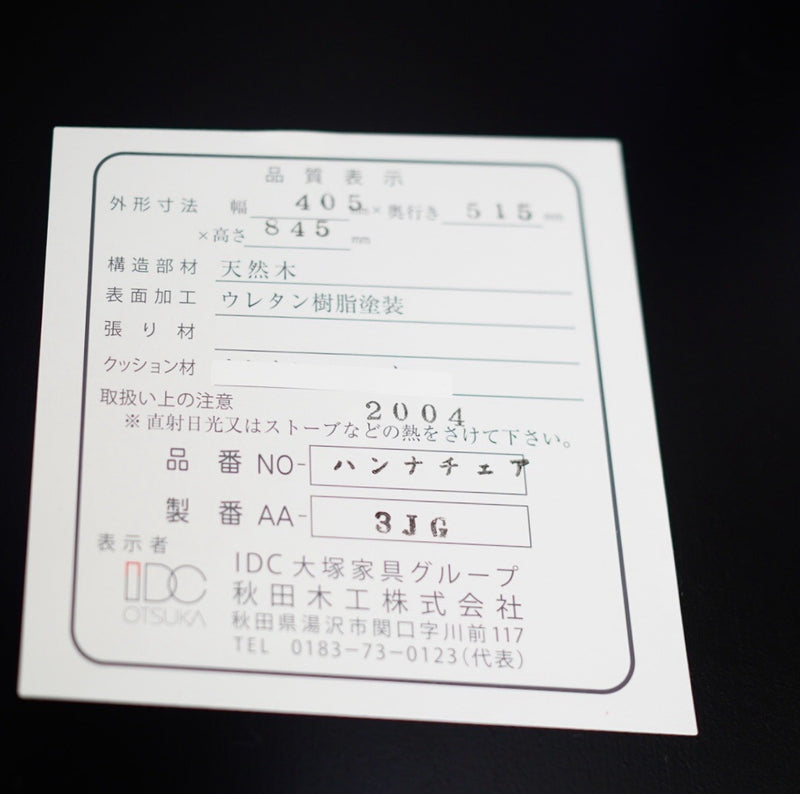 品質表示
外形寸法 幅 405 mm × 奥行き 515 mm
×高さ 845 mm
構造部材 天然木
表面加工 ウレタン樹脂塗装
張り材
クッション材
取扱い上の注意 2004
※直射日光又はストーブなどの熱をさけて下さい。
品番 NO- ハンナチェア
製番 AA- 3JG
表示者
IDC OTSUKA
IDC 大塚家具グループ
秋田木工株式会社
秋田県湯沢市関口字川前117
TEL 0183-73-0123(代表)